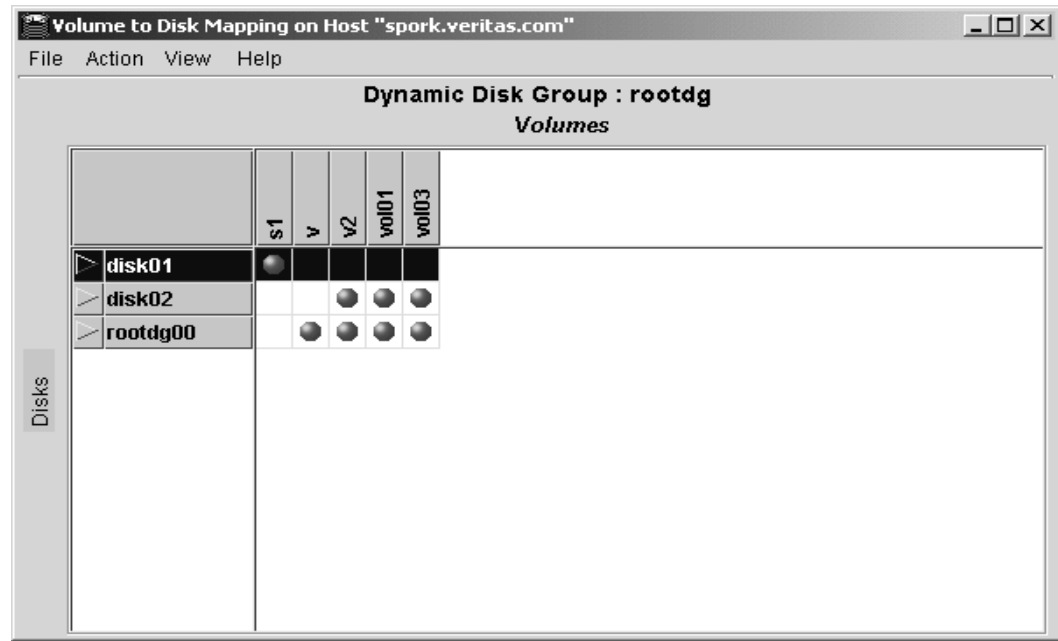 Volume to Disk Mapping on Host "spork.veritas.com"
File Action View Help
Dynamic Disk Group : rootdg
Volumes
s1 v v2 vol01 vol03
disk01
disk02
rootdg00
Disks